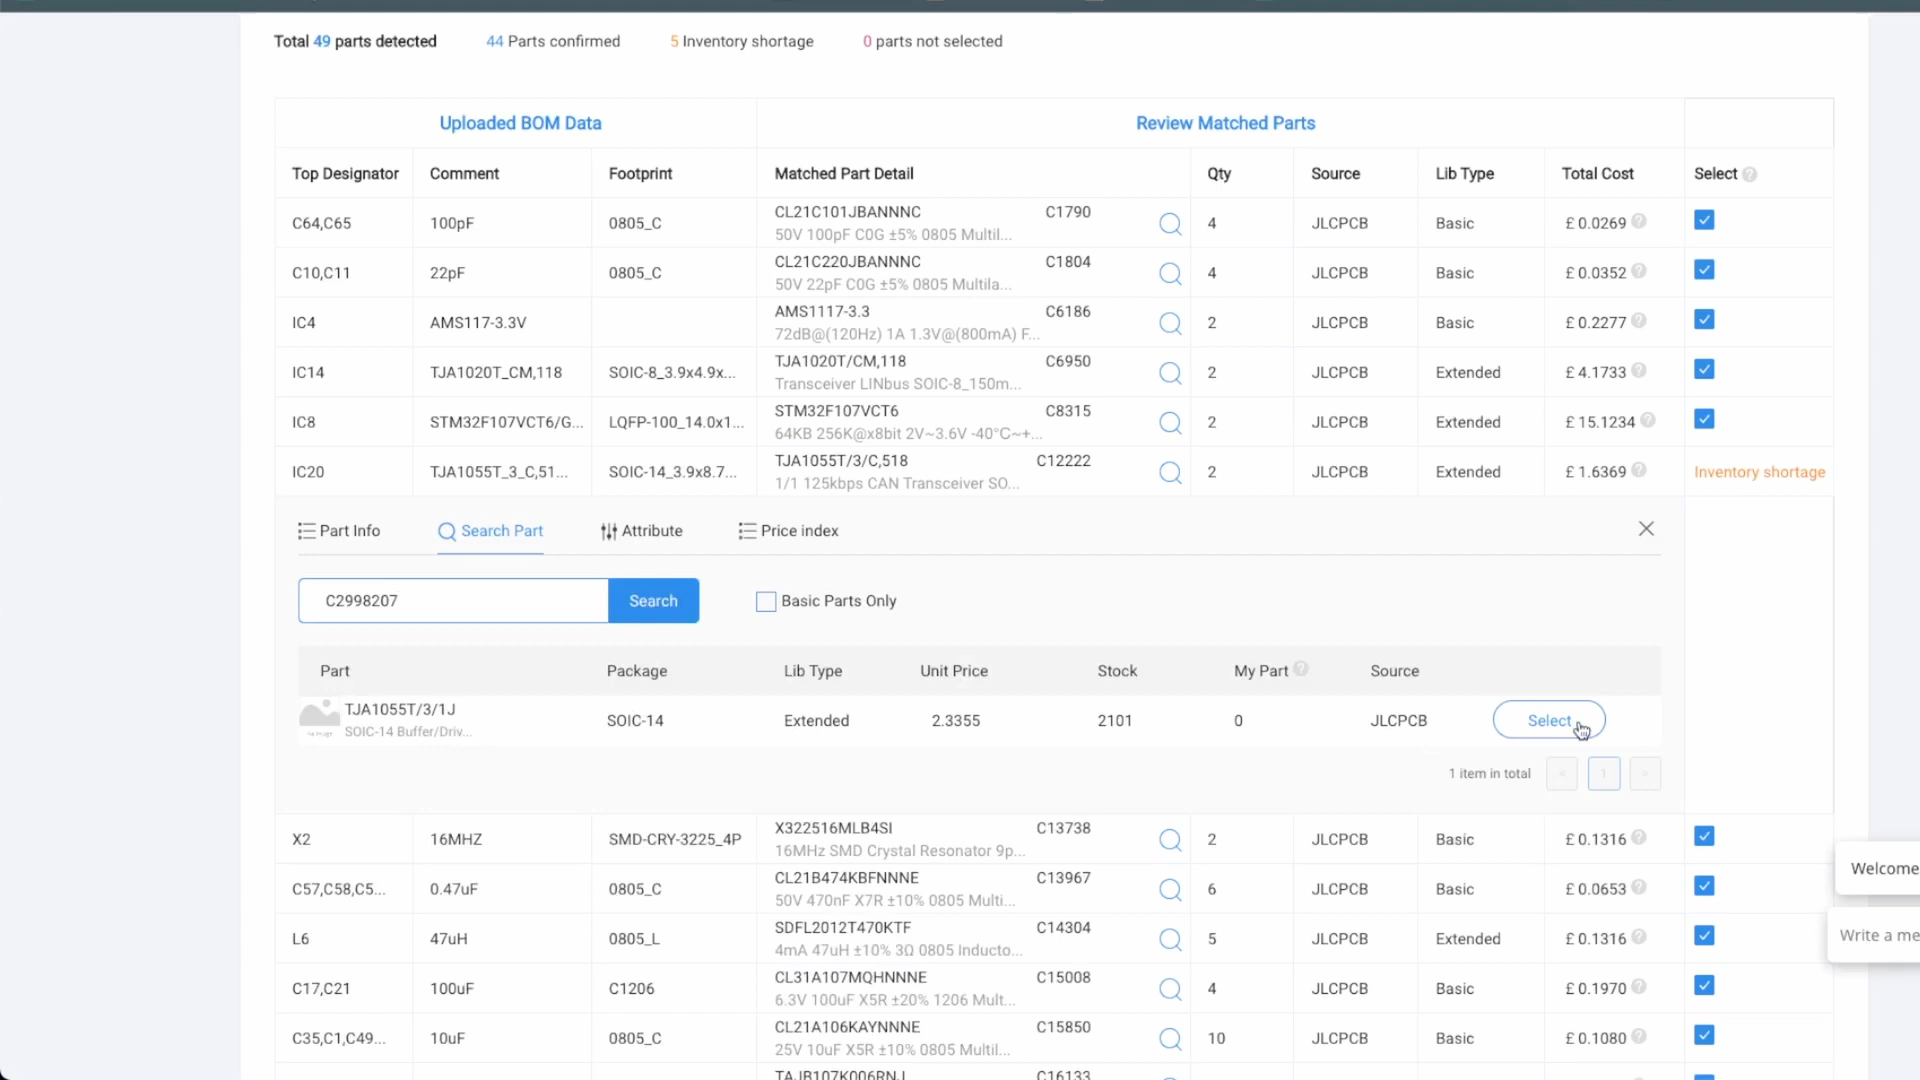 Total 49 parts detected 44 Parts confirmed 5 Inventory shortage 0 parts not selected
Uploaded BOM Data Review Matched Parts
Top Designator Comment Footprint Matched Part Detail Qty Source Lib Type Total Cost Select ?
C64,C65 100pF 0805_C CL21C101JBANNNC C1790 4 JLCPCB Basic £ 0.0269 ?
50V 100pF C0G ±5% 0805 Multil...
C10,C11 22pF 0805_C CL21C220JBANNNC C1804 4 JLCPCB Basic £ 0.0352 ?
50V 22pF C0G ±5% 0805 Multila...
IC4 AMS117-3.3V AMS1117-3.3 C6186 2 JLCPCB Basic £ 0.2277 ?
72dB@(120Hz) 1A 1.3V@(800mA) F...
IC14 TJA1020T_CM,118 SOIC-8_3.9x4.9x... TJA1020T/CM,118 C6950 2 JLCPCB Extended £ 4.1733 ?
Transceiver LINbus SOIC-8_150m...
IC8 STM32F107VCT6/G... LQFP-100_14.0x1... STM32F107VCT6 C8315 2 JLCPCB Extended £ 15.1234 ?
64KB 256K@x8bit 2V~3.6V -40°C~+...
IC20 TJA1055T_3_C,51... SOIC-14_3.9x8.7... TJA1055T/3/C,518 C12222 2 JLCPCB Extended £ 1.6369 ? Inventory shortage
1/1 125kbps CAN Transceiver SO...
Part Info Search Part Attribute Price index
C2998207 Search Basic Parts Only
Part Package Lib Type Unit Price Stock My Part ? Source
TJA1055T/3/1J SOIC-14 Extended 2.3355 2101 0 JLCPCB Select
SOIC-14 Buffer/Driv...
1 item in total < 1 >
X2 16MHZ SMD-CRY-3225_4P X322516MLB4SI C13738 2 JLCPCB Basic £ 0.1316 ?
16MHz SMD Crystal Resonator 9p...
Welcome
C57,C58,C5... 0.47uF 0805_C CL21B474KBFNNNE C13967 6 JLCPCB Basic £ 0.0653 ?
50V 470nF X7R ±10% 0805 Multi...
L6 47uH 0805_L SDFL2012T470KTF C14304 5 JLCPCB Extended £ 0.1316 ?
4mA 47uH ±10% 3Ω 0805 Inducto...
Write a me
C17,C21 100uF C1206 CL31A107MQHNNNE C15008 4 JLCPCB Basic £ 0.1970 ?
6.3V 100uF X5R ±20% 1206 Mult...
C35,C1,C49... 10uF 0805_C CL21A106KAYNNNE C15850 10 JLCPCB Basic £ 0.1080 ?
25V 10uF X5R ±10% 0805 Multil...
TAJB107K006RNJ C16133